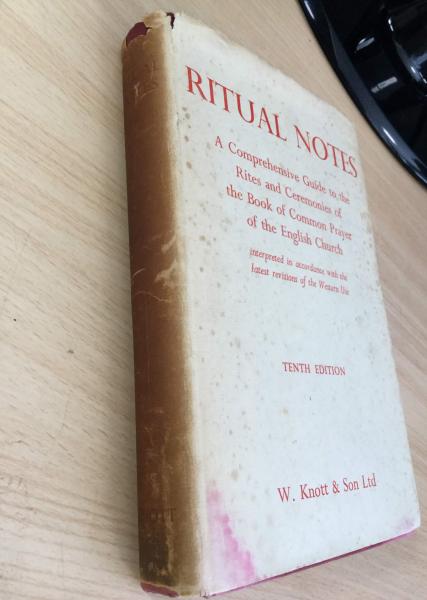 RITUAL NOTES
A Comprehensive Guide to the
Rites and Ceremonies of
the Book of Common Prayer
of the English Church
interpreted in accordance with the
latest revisions of the Western Use
TENTH EDITION
W. Knott & Son Ltd